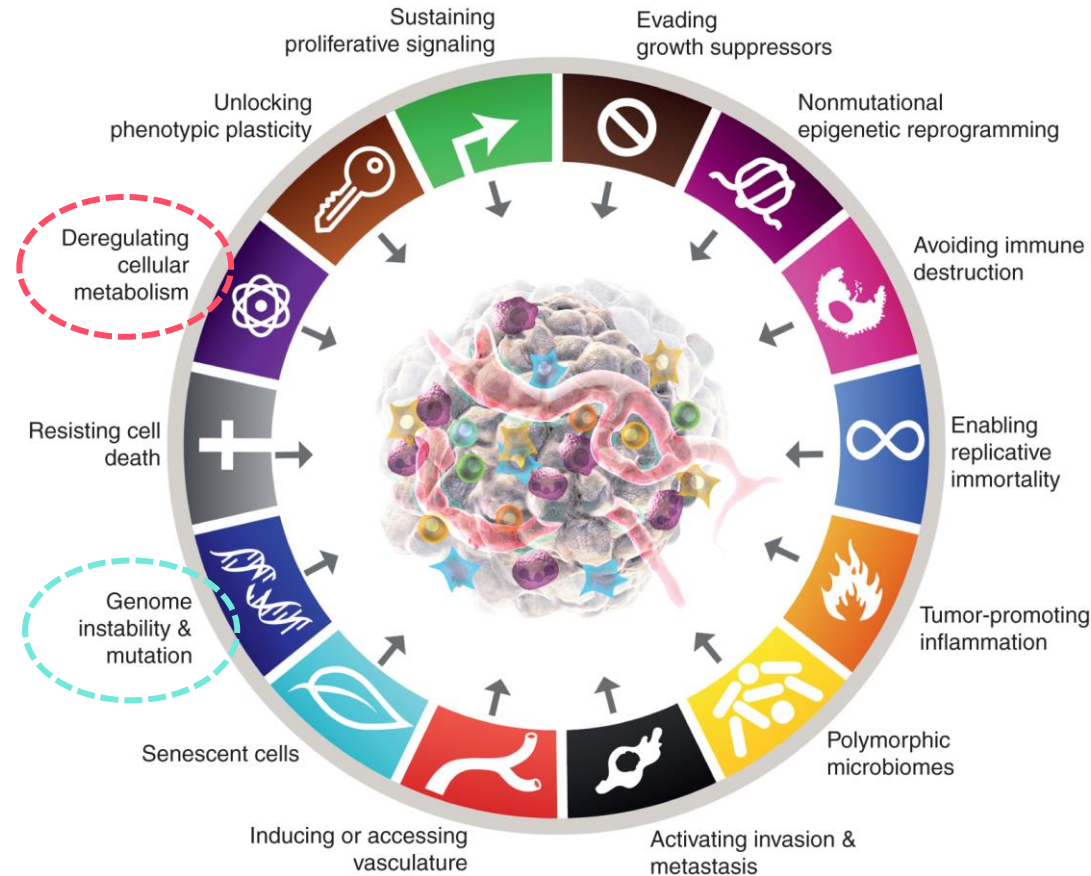 Sustaining
proliferative signaling
Evading
growth suppressors
Nonmutational
epigenetic reprogramming
Avoiding immune
destruction
Enabling
replicative
immortality
Tumor-promoting
inflammation
Polymorphic
microbiomes
Activating invasion &
metastasis
Inducing or accessing
vasculature
Senescent cells
Genome
instability &
mutation
Resisting cell
death
Deregulating
cellular
metabolism
Unlocking
phenotypic plasticity